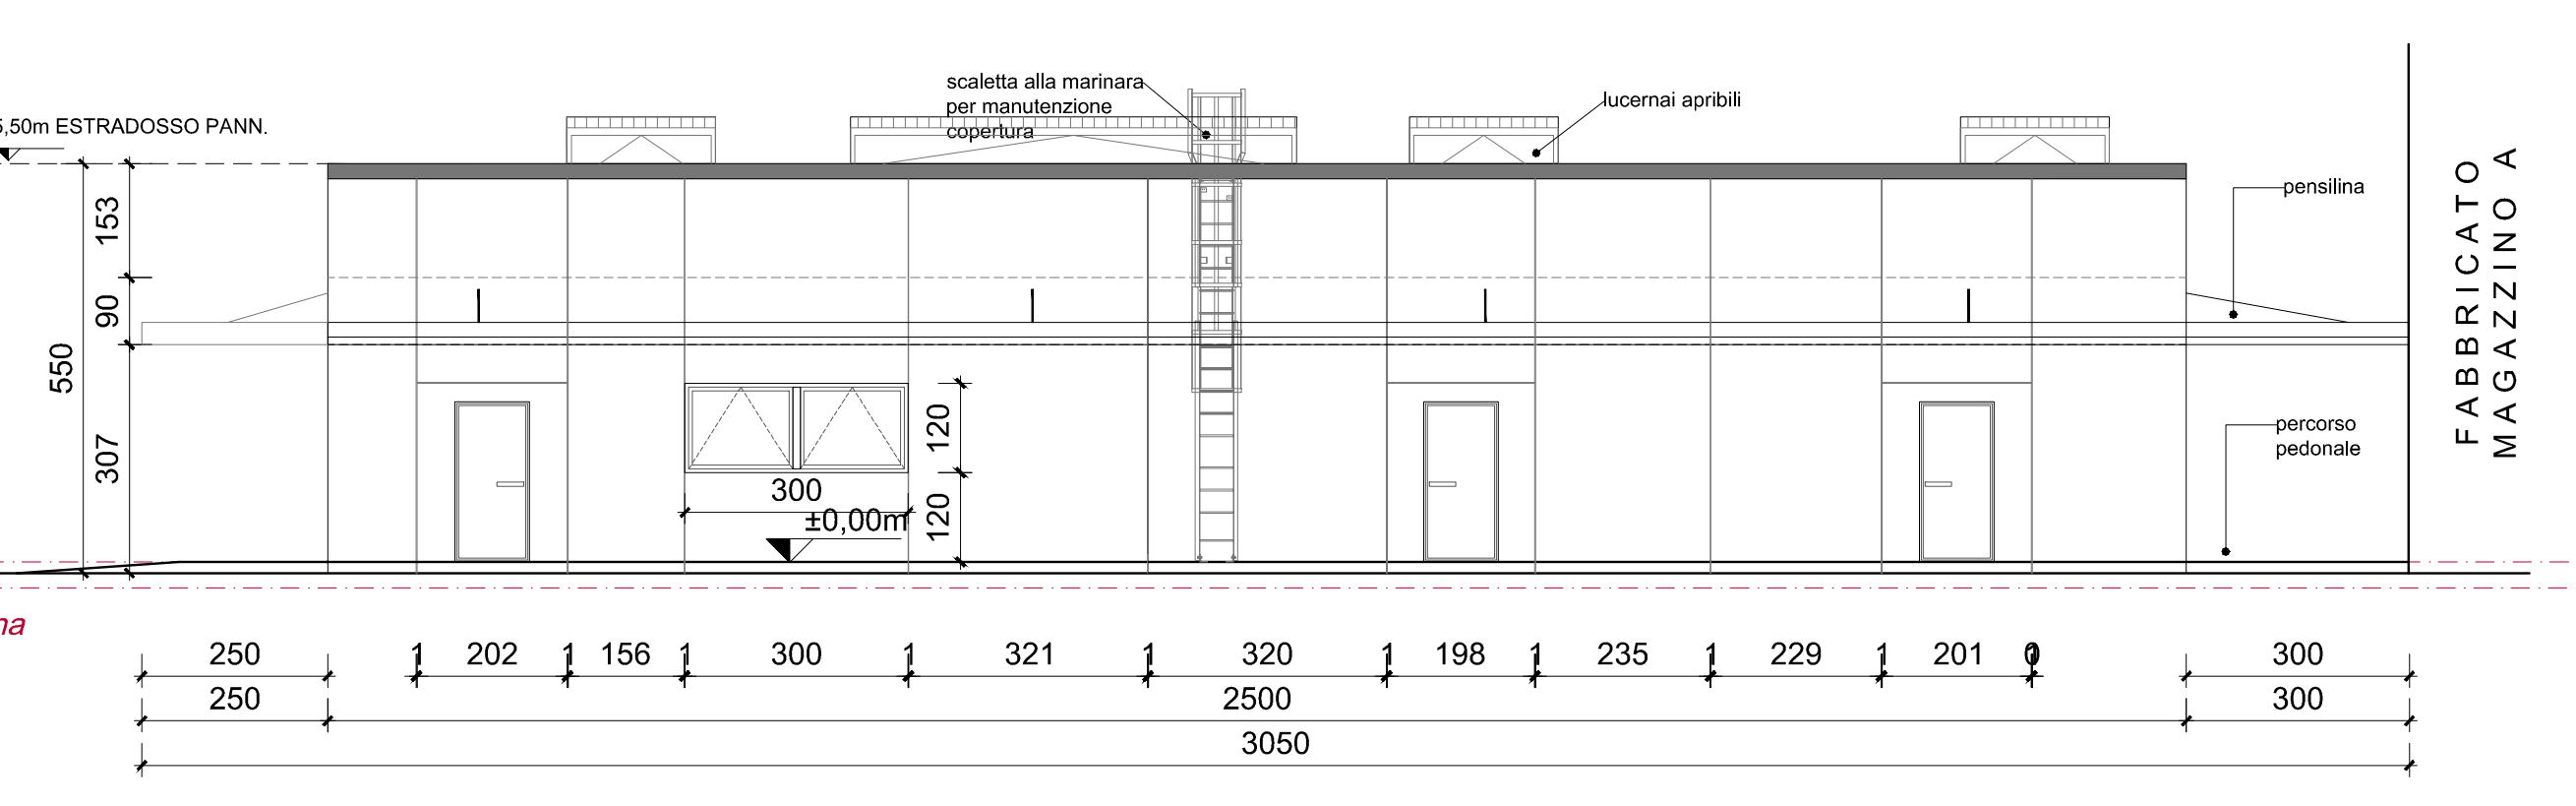 scaletta alla marinara
per manutenzione
copertura
lucernai apribili
5,50m ESTRADOSSO PANN.
pensilina
FABBRICATO
MAGAZZINO A
153
90
550
307
120
300
120
±0,00m
percorso
pedonale
na
250 1 202 1 156 1 300 1 321 1 320 1 198 1 235 1 229 1 201 300
250 2500 300
3050